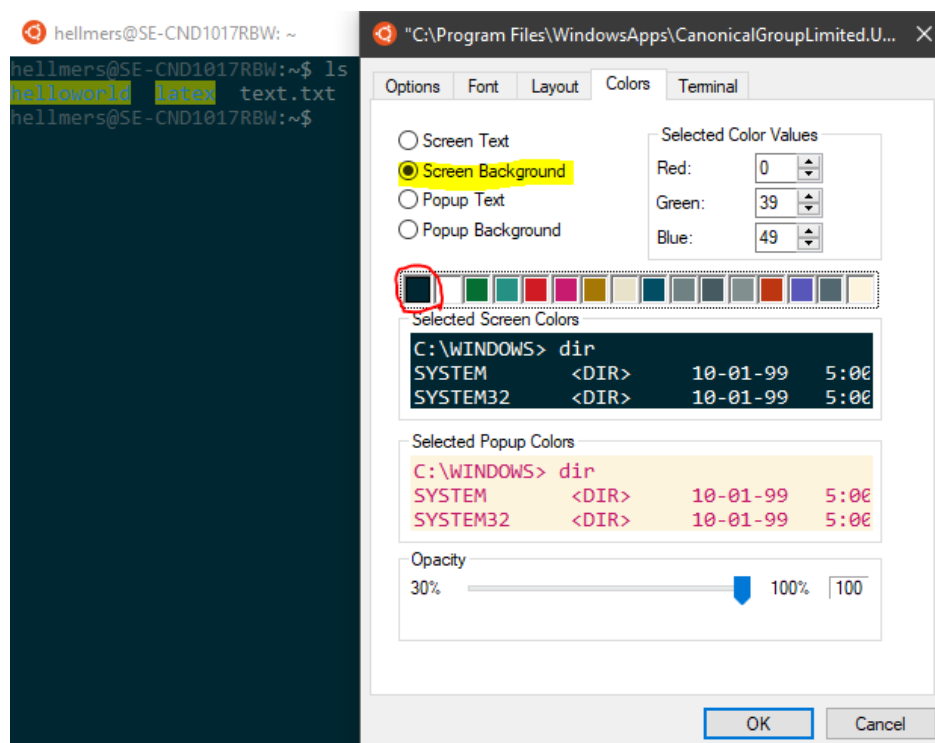 hellmers@SE-CND1017RBW: ~
hellmers@SE-CND1017RBW:~$ ls
helloworld latex text.txt
hellmers@SE-CND1017RBW:~$
"C:\Program Files\WindowsApps\CanonicalGroupLimited.U...
Options Font Layout Colors Terminal
Screen Text
Screen Background
Popup Text
Popup Background
Selected Color Values
Red: 0
Green: 39
Blue: 49
Selected Screen Colors
C:\WINDOWS> dir
SYSTEM <DIR> 10-01-99 5:00
SYSTEM32 <DIR> 10-01-99 5:00
Selected Popup Colors
C:\WINDOWS> dir
SYSTEM <DIR> 10-01-99 5:00
SYSTEM32 <DIR> 10-01-99 5:00
Opacity
30% 100% 100
OK Cancel